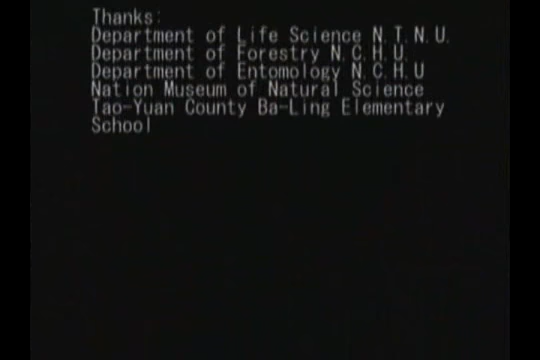 Thanks:
Department of Life Science N.T.N.U.
Department of Forestry N.C.H.U.
Department of Entomology N.C.H.U
Nation Museum of Natural Science
Tao-Yuan County Ba-Ling Elementary
School